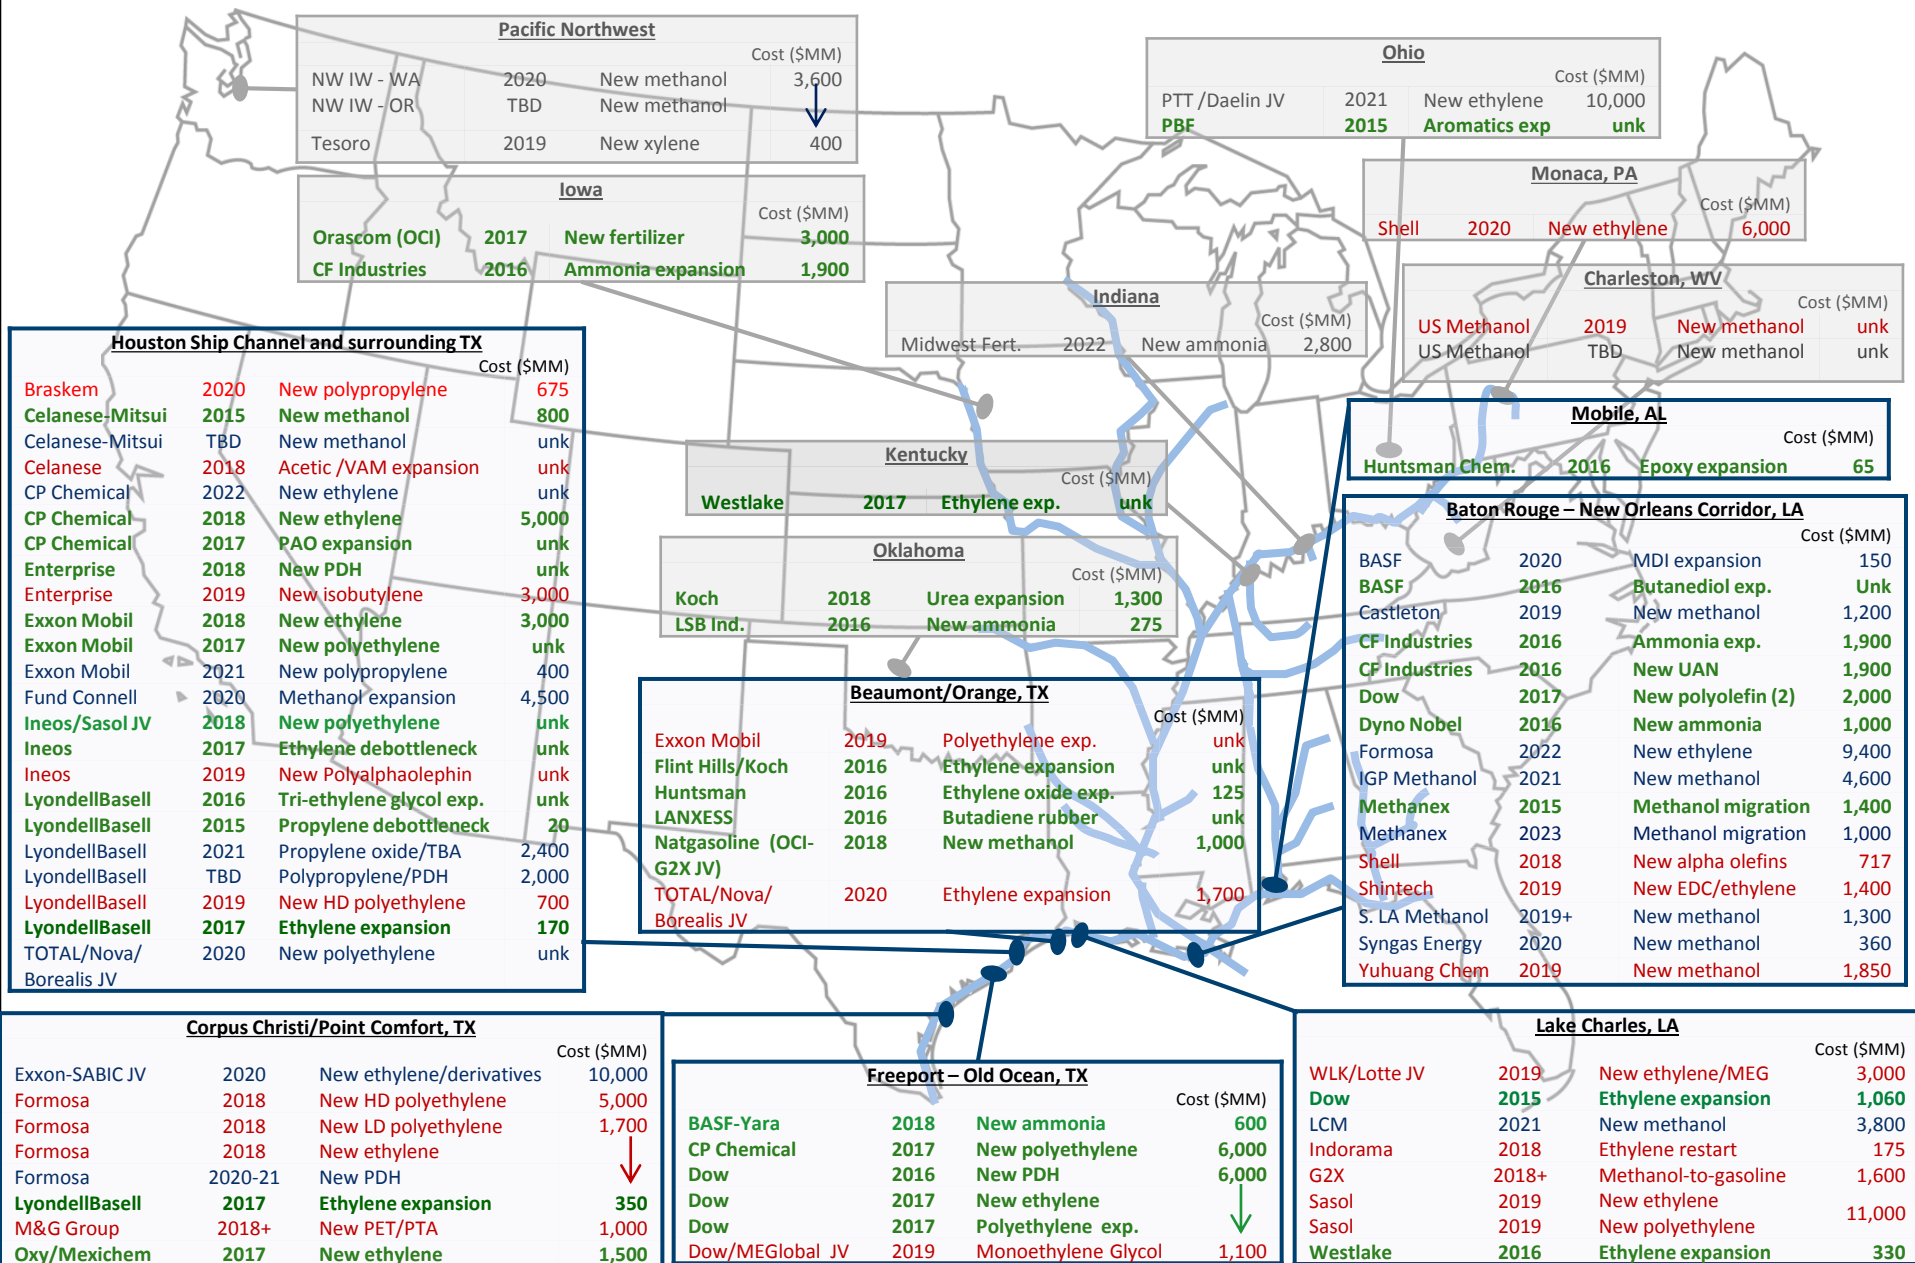 Pacific Northwest
Cost ($MM)
NW IW - WA 2020 New methanol 3,600
NW IW - OR TBD New methanol
Tesoro 2019 New xylene 400
Ohio
Cost ($MM)
PTT /Daelin JV 2021 New ethylene 10,000
PBF 2015 Aromatics exp unk
Monaca, PA
Cost ($MM)
Shell 2020 New ethylene 6,000
Iowa
Cost ($MM)
Orascom (OCI) 2017 New fertilizer 3,000
CF Industries 2016 Ammonia expansion 1,900
Indiana
Cost ($MM)
Midwest Fert. 2022 New ammonia 2,800
Charleston, WV
Cost ($MM)
US Methanol 2019 New methanol unk
US Methanol TBD New methanol unk
Houston Ship Channel and surrounding TX
Cost ($MM)
Braskem 2020 New polypropylene 675
Celanese-Mitsui 2015 New methanol 800
Celanese-Mitsui TBD New methanol unk
Celanese 2018 Acetic /VAM expansion unk
CP Chemical 2022 New ethylene unk
CP Chemical 2018 New ethylene 5,000
CP Chemical 2017 PAO expansion unk
Enterprise 2018 New PDH unk
Enterprise 2019 New isobutylene 3,000
Exxon Mobil 2018 New ethylene 3,000
Exxon Mobil 2017 New polyethylene unk
Exxon Mobil 2021 New polypropylene 400
Fund Connell 2020 Methanol expansion 4,500
Ineos/Sasol JV 2018 New polyethylene unk
Ineos 2017 Ethylene debottleneck unk
Ineos 2019 New Polyalphaolephin unk
LyondellBasell 2016 Tri-ethylene glycol exp. unk
LyondellBasell 2015 Propylene debottleneck 20
LyondellBasell 2021 Propylene oxide/TBA 2,400
LyondellBasell TBD Polypropylene/PDH 2,000
LyondellBasell 2019 New HD polyethylene 700
LyondellBasell 2017 Ethylene expansion 170
TOTAL/Nova/ 2020 New polyethylene unk
Borealis JV
Kentucky
Cost ($MM)
Westlake 2017 Ethylene exp. unk
Oklahoma
Cost ($MM)
Koch 2018 Urea expansion 1,300
LSB Ind. 2016 New ammonia 275
Mobile, AL
Cost ($MM)
Huntsman Chem. 2016 Epoxy expansion 65
Baton Rouge – New Orleans Corridor, LA
Cost ($MM)
BASF 2020 MDI expansion 150
BASF 2016 Butanediol exp. Unk
Castleton 2019 New methanol 1,200
CF Industries 2016 Ammonia exp. 1,900
CF Industries 2016 New UAN 1,900
Dow 2017 New polyolefin (2) 2,000
Dyno Nobel 2016 New ammonia 1,000
Formosa 2022 New ethylene 9,400
IGP Methanol 2021 New methanol 4,600
Methanex 2015 Methanol migration 1,400
Methanex 2023 Methanol migration 1,000
Shell 2018 New alpha olefins 717
Shintech 2019 New EDC/ethylene 1,400
S. LA Methanol 2019+ New methanol 1,300
Syngas Energy 2020 New methanol 360
Yuhuang Chem 2019 New methanol 1,850
Beaumont/Orange, TX
Cost ($MM)
Exxon Mobil 2019 Polyethylene exp. unk
Flint Hills/Koch 2016 Ethylene expansion unk
Huntsman 2016 Ethylene oxide exp. 125
LANXESS 2016 Butadiene rubber unk
Natgasoline (OCI- 2018 New methanol 1,000
G2X JV)
TOTAL/Nova/ 2020 Ethylene expansion 1,700
Borealis JV
Corpus Christi/Point Comfort, TX
Cost ($MM)
Exxon-SABIC JV 2020 New ethylene/derivatives 10,000
Formosa 2018 New HD polyethylene 5,000
Formosa 2018 New LD polyethylene 1,700
Formosa 2018 New ethylene
Formosa 2020-21 New PDH
LyondellBasell 2017 Ethylene expansion 350
M&G Group 2018+ New PET/PTA 1,000
Oxy/Mexichem 2017 New ethylene 1,500
Freeport – Old Ocean, TX
Cost ($MM)
BASF-Yara 2018 New ammonia 600
CP Chemical 2017 New polyethylene 6,000
Dow 2016 New PDH 6,000
Dow 2017 New ethylene
Dow 2017 Polyethylene exp.
Dow/MEGlobal JV 2019 Monoethylene Glycol 1,100
Lake Charles, LA
Cost ($MM)
WLK/Lotte JV 2019 New ethylene/MEG 3,000
Dow 2015 Ethylene expansion 1,060
LCM 2021 New methanol 3,800
Indorama 2018 Ethylene restart 175
G2X 2018+ Methanol-to-gasoline 1,600
Sasol 2019 New ethylene
11,000
Sasol 2019 New polyethylene
Westlake 2016 Ethylene expansion 330